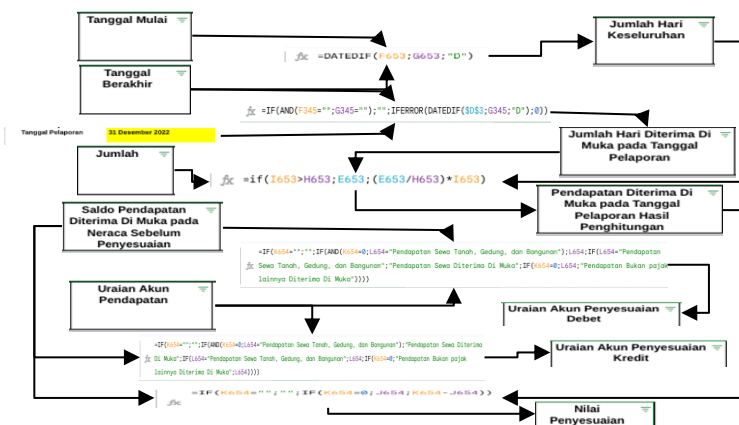 Tanggal Mulai
Jumlah Hari
Keseluruhan
fx =DATEDIF(F653;G653;"D")
Tanggal
Berakhir
fx =IF(AND(F345="";G345="");"";IFERROR(DATEDIF($D$3;G345;"D");0))
Tanggal Pelaporan 31 Desember 2022
Jumlah Hari Diterima Di
Muka pada Tanggal
Pelaporan
Jumlah
fx =if(I653>H653;E653;(E653/H653)*I653)
Pendapatan Diterima Di
Muka pada Tanggal
Pelaporan Hasil
Penghitungan
Saldo Pendapatan
Diterima Di Muka pada
Neraca Sebelum
Penyesuaian
=IF(K654="";"";IF(AND(K654=0;L654="Pendapatan Sewa Tanah, Gedung, dan Bangunan");L654;IF(L654="Pendapatan
fx Sewa Tanah, Gedung, dan Bangunan";"Pendapatan Sewa Diterima Di Muka";IF(K654=0;L654;"Pendapatan Bukan pajak
lainnya Diterima Di Muka"))))
Uraian Akun
Pendapatan
Uraian Akun Penyesuaian
Debet
=IF(K654="";"";IF(AND(K654=0;L654="Pendapatan Sewa Tanah, Gedung, dan Bangunan");"Pendapatan Sewa Diterima
fx Di Muka";IF(L654="Pendapatan Sewa Tanah, Gedung, dan Bangunan";L654;IF(K654=0;"Pendapatan Bukan pajak
lainnya Diterima Di Muka";L654))))
Uraian Akun Penyesuaian
Kredit
fx =IF(K654="";"";IF(K654=0;J654;K654-J654))
Nilai
Penyesuaian